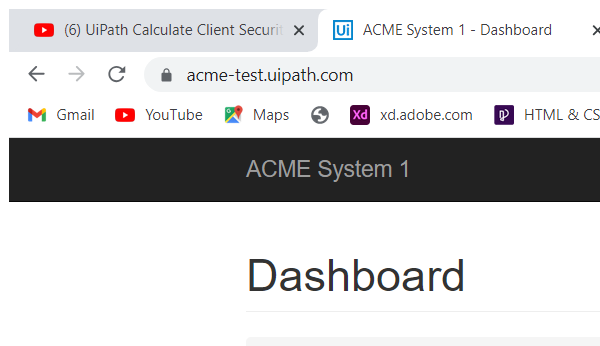 (6) UiPath Calculate Client Securit
Ui ACME System 1 - Dashboard
acme-test.uipath.com
Gmail YouTube Maps Xd xd.adobe.com HTML & CS
ACME System 1
Dashboard